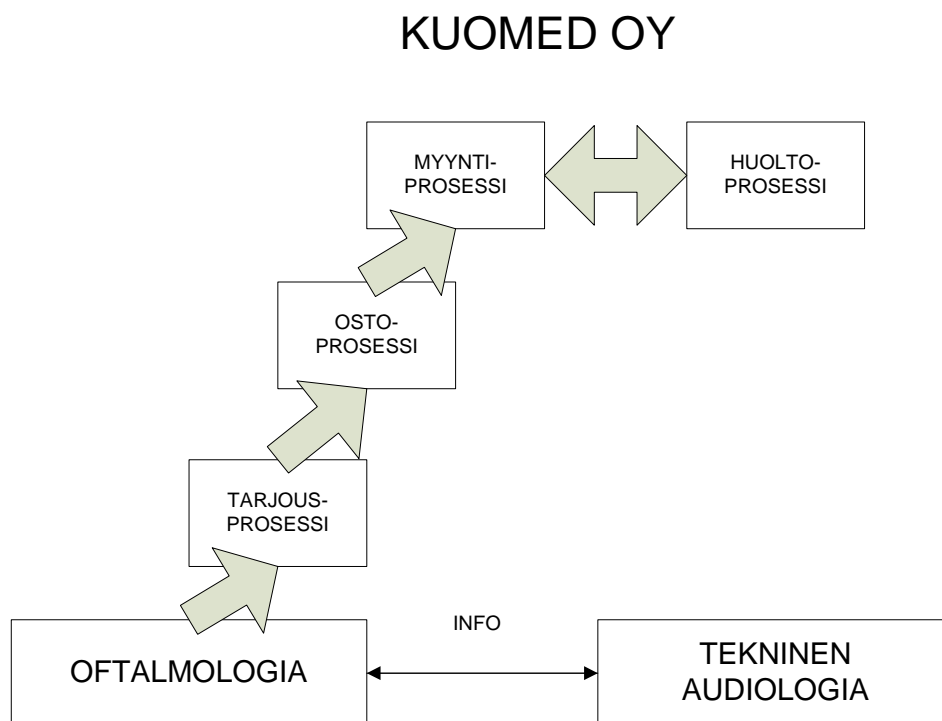 KUOMED OY
MYYNTI-
PROSESSI
HUOLTO-
PROSESSI
OSTO-
PROSESSI
TARJOUS-
PROSESSI
INFO
OFTALMOLOGIA
TEKNINEN
AUDIOLOGIA